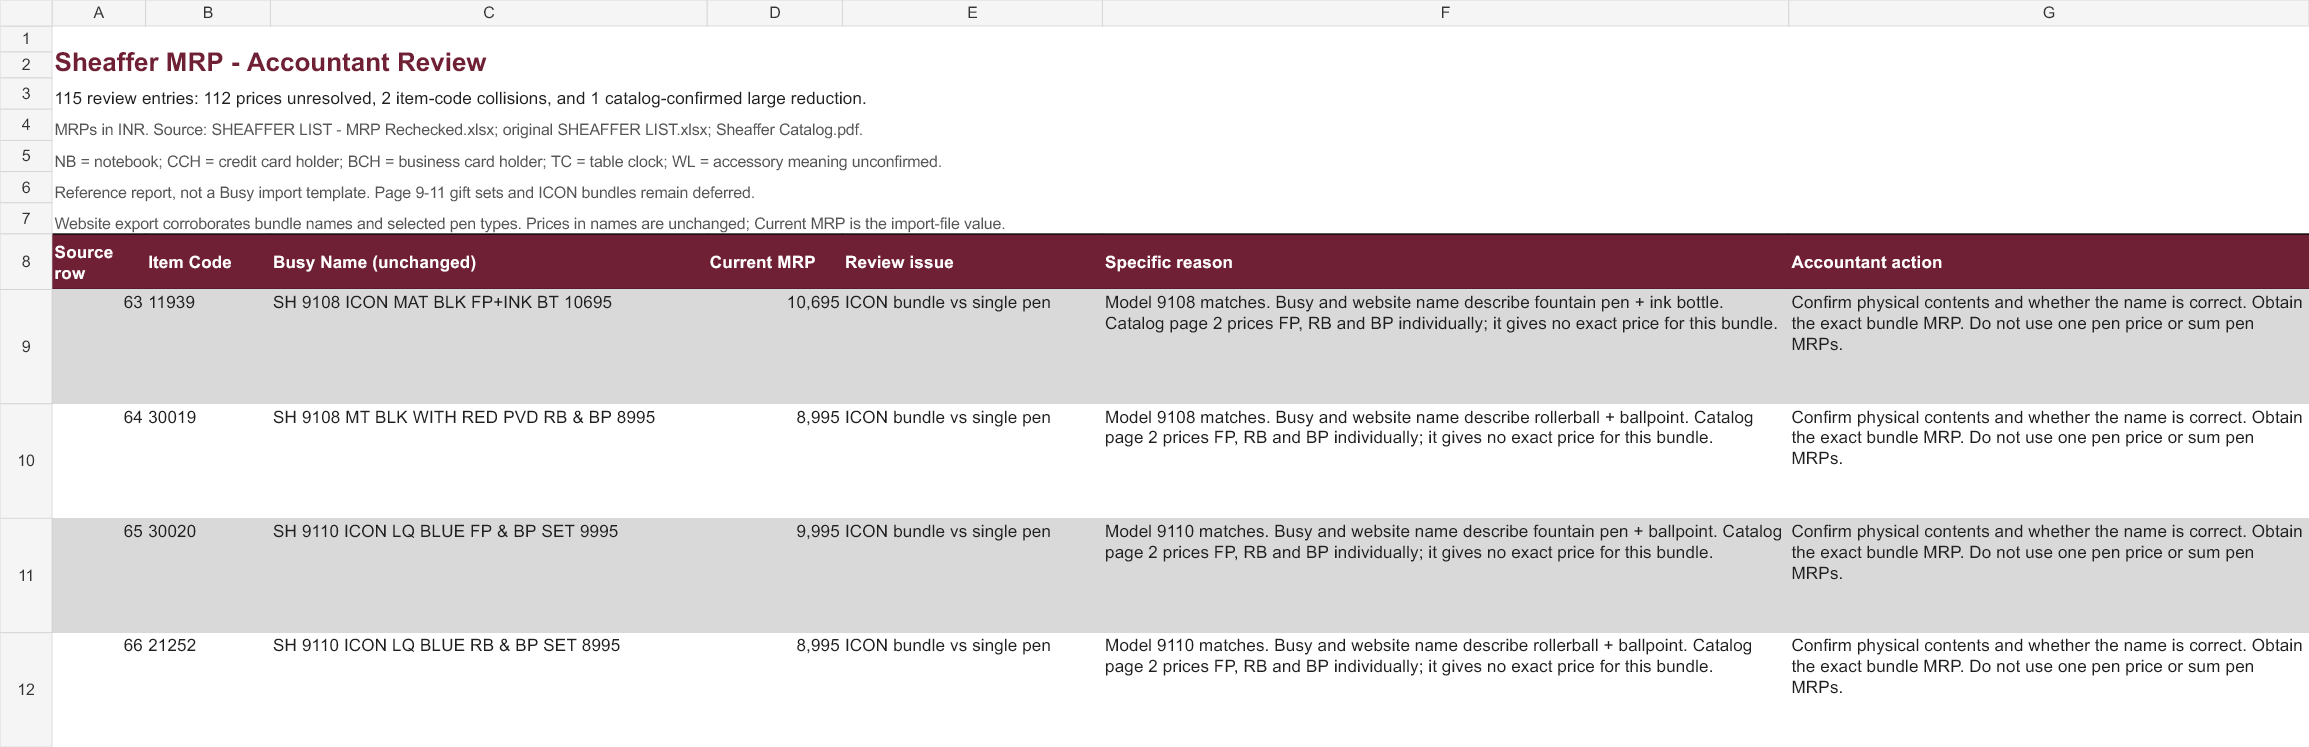 A B C D E F G
1
2 Sheaffer MRP - Accountant Review
3 115 review entries: 112 prices unresolved, 2 item-code collisions, and 1 catalog-confirmed large reduction.
4 MRPs in INR. Source: SHEAFFER LIST - MRP Rechecked.xlsx; original SHEAFFER LIST.xlsx; Sheaffer Catalog.pdf.
5 NB = notebook; CCH = credit card holder; BCH = business card holder; TC = table clock; WL = accessory meaning unconfirmed.
6 Reference report, not a Busy import template. Page 9-11 gift sets and ICON bundles remain deferred.
7 Website export corroborates bundle names and selected pen types. Prices in names are unchanged; Current MRP is the import-file value.
8 Source row Item Code Busy Name (unchanged) Current MRP Review issue Specific reason Accountant action
63 11939 SH 9108 ICON MAT BLK FP+INK BT 10695 10,695 ICON bundle vs single pen Model 9108 matches. Busy and website name describe fountain pen + ink bottle. Confirm physical contents and whether the name is correct. Obtain
Catalog page 2 prices FP, RB and BP individually; it gives no exact price for this bundle. the exact bundle MRP. Do not use one pen price or sum pen
9 MRPs.
64 30019 SH 9108 MT BLK WITH RED PVD RB & BP 8995 8,995 ICON bundle vs single pen Model 9108 matches. Busy and website name describe rollerball + ballpoint. Catalog Confirm physical contents and whether the name is correct. Obtain
page 2 prices FP, RB and BP individually; it gives no exact price for this bundle. the exact bundle MRP. Do not use one pen price or sum pen
10 MRPs.
65 30020 SH 9110 ICON LQ BLUE FP & BP SET 9995 9,995 ICON bundle vs single pen Model 9110 matches. Busy and website name describe fountain pen + ballpoint. Catalog Confirm physical contents and whether the name is correct. Obtain
page 2 prices FP, RB and BP individually; it gives no exact price for this bundle. the exact bundle MRP. Do not use one pen price or sum pen
11 MRPs.
66 21252 SH 9110 ICON LQ BLUE RB & BP SET 8995 8,995 ICON bundle vs single pen Model 9110 matches. Busy and website name describe rollerball + ballpoint. Catalog Confirm physical contents and whether the name is correct. Obtain
page 2 prices FP, RB and BP individually; it gives no exact price for this bundle. the exact bundle MRP. Do not use one pen price or sum pen
12 MRPs.